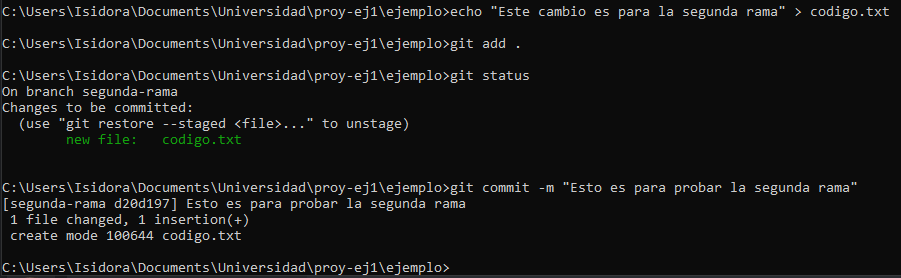 C:\Users\Isidora\Documents\Universidad\proy-ej1\ejemplo>echo "Este cambio es para la segunda rama" > codigo.txt
C:\Users\Isidora\Documents\Universidad\proy-ej1\ejemplo>git add .
C:\Users\Isidora\Documents\Universidad\proy-ej1\ejemplo>git status
On branch segunda-rama
Changes to be committed:
  (use "git restore --staged <file>..." to unstage)
        new file:   codigo.txt
C:\Users\Isidora\Documents\Universidad\proy-ej1\ejemplo>git commit -m "Esto es para probar la segunda rama"
[segunda-rama d20d197] Esto es para probar la segunda rama
 1 file changed, 1 insertion(+)
 create mode 100644 codigo.txt
C:\Users\Isidora\Documents\Universidad\proy-ej1\ejemplo>